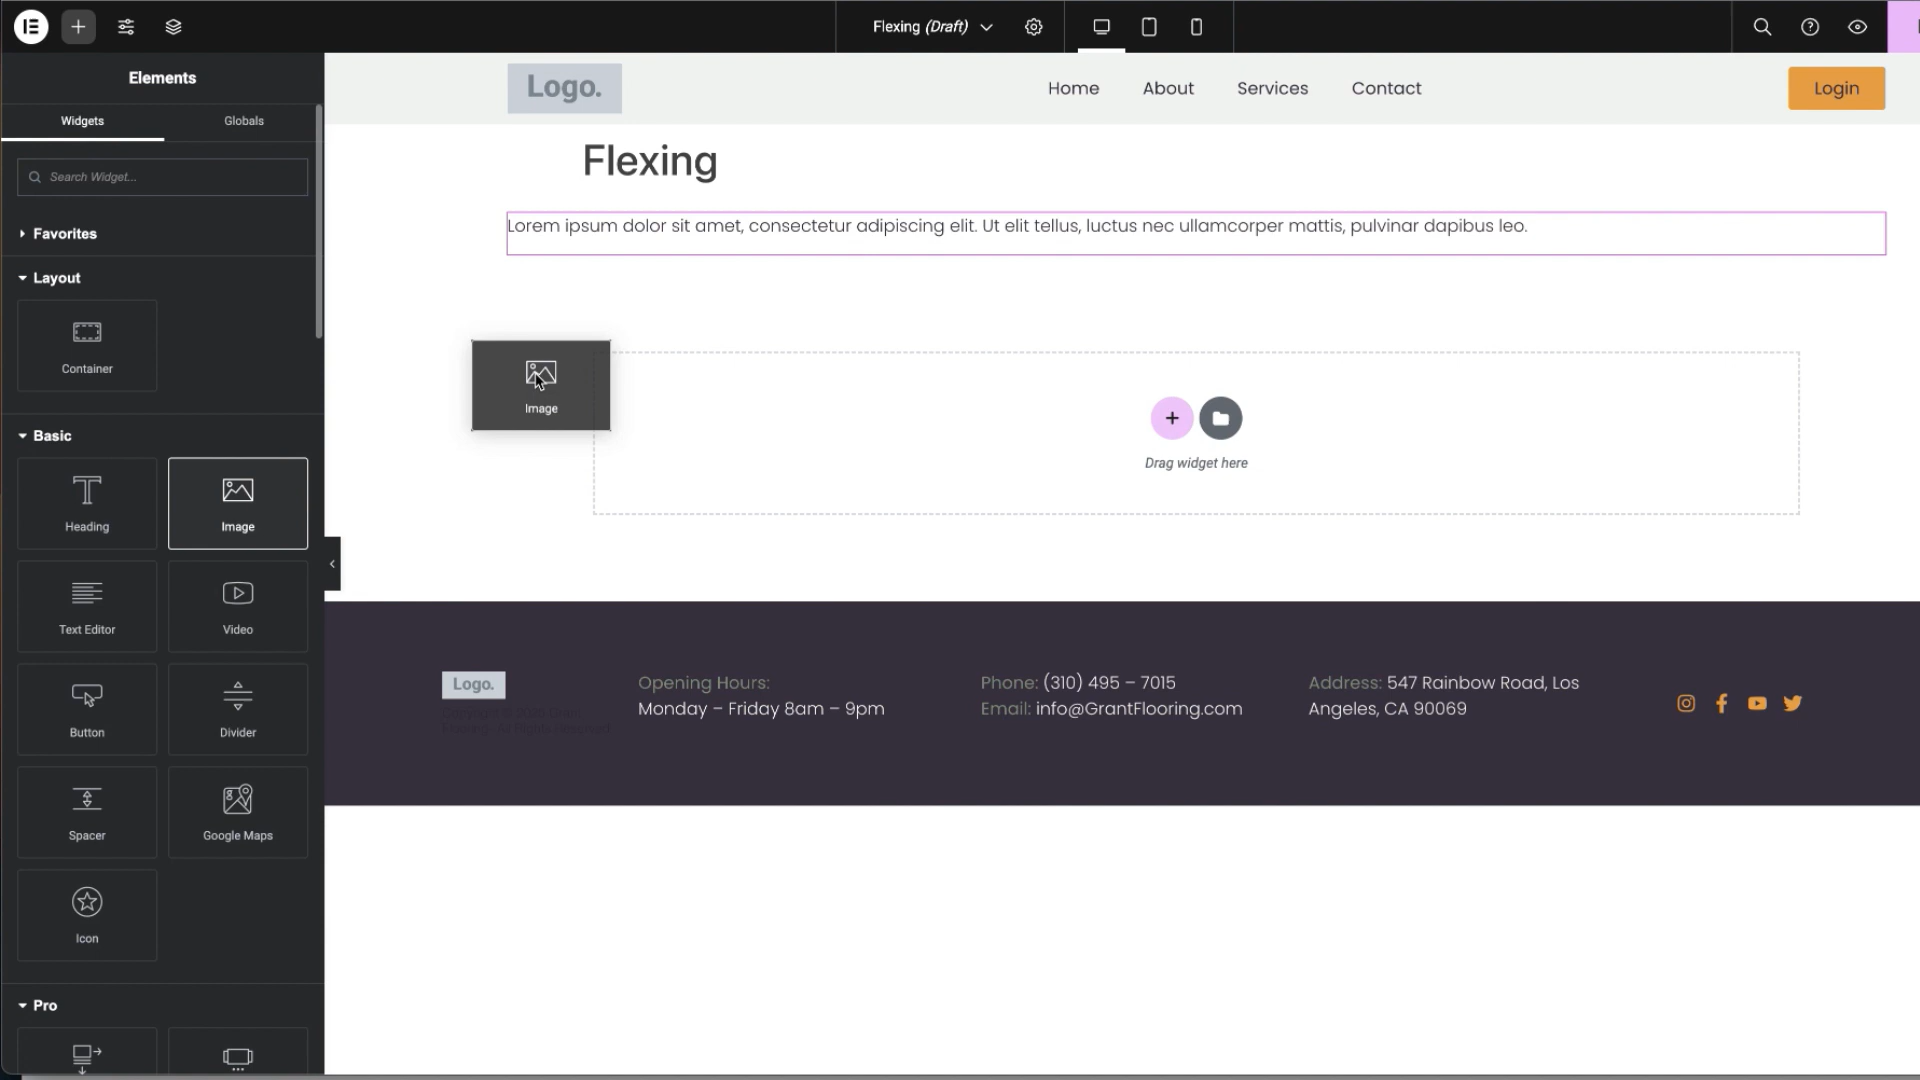 Flexing (Draft)
Elements
Widgets
Globals
Search Widget...
Favorites
Layout
Container
Basic
Heading
Image
Text Editor
Video
Button
Divider
Spacer
Google Maps
Icon
Pro
Logo.
Home
About
Services
Contact
Login
Flexing
Lorem ipsum dolor sit amet, consectetur adipiscing elit. Ut elit tellus, luctus nec ullamcorper mattis, pulvinar dapibus leo.
Image
Drag widget here
Logo.
Opening Hours:
Monday – Friday 8am – 9pm
Phone: (310) 495 – 7015
Email: info@GrantFlooring.com
Address: 547 Rainbow Road, Los
Angeles, CA 90069